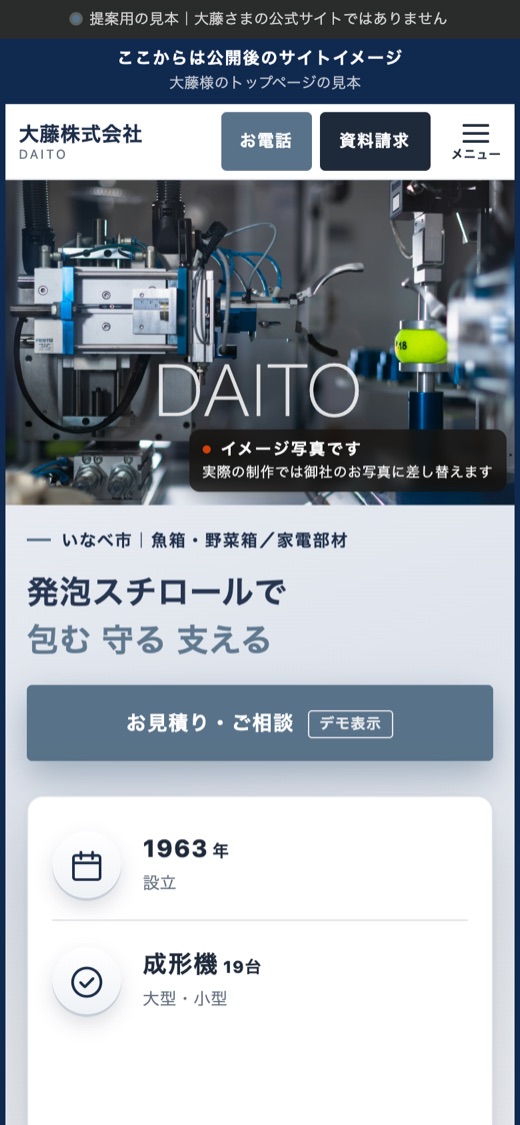 提案用の見本｜大藤さまの公式サイトではありません
ここからは公開後のサイトイメージ
大藤様のトップページの見本
大藤株式会社
DAITO
お電話
資料請求
メニュー
18
DAITO
イメージ写真です
実際の制作では御社のお写真に差し替えます
いなべ市｜魚箱・野菜箱／家電部材
発泡スチロールで
包む 守る 支える
お見積り・ご相談 デモ表示
1963 年
設立
成形機 19台
大型・小型